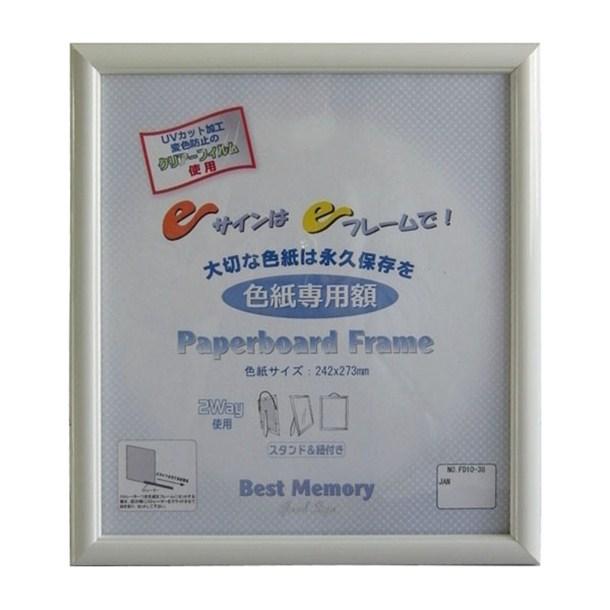 UVカット加工
変色防止の
クリアーフィルム
使用
eサインは eフレームで！
大切な色紙は永久保存を
色紙専用額
Paperboard Frame
色紙サイズ：242x273mm
2Way
使用
スタンド&紐付き
Best Memory
NO. FD10-38
JAN